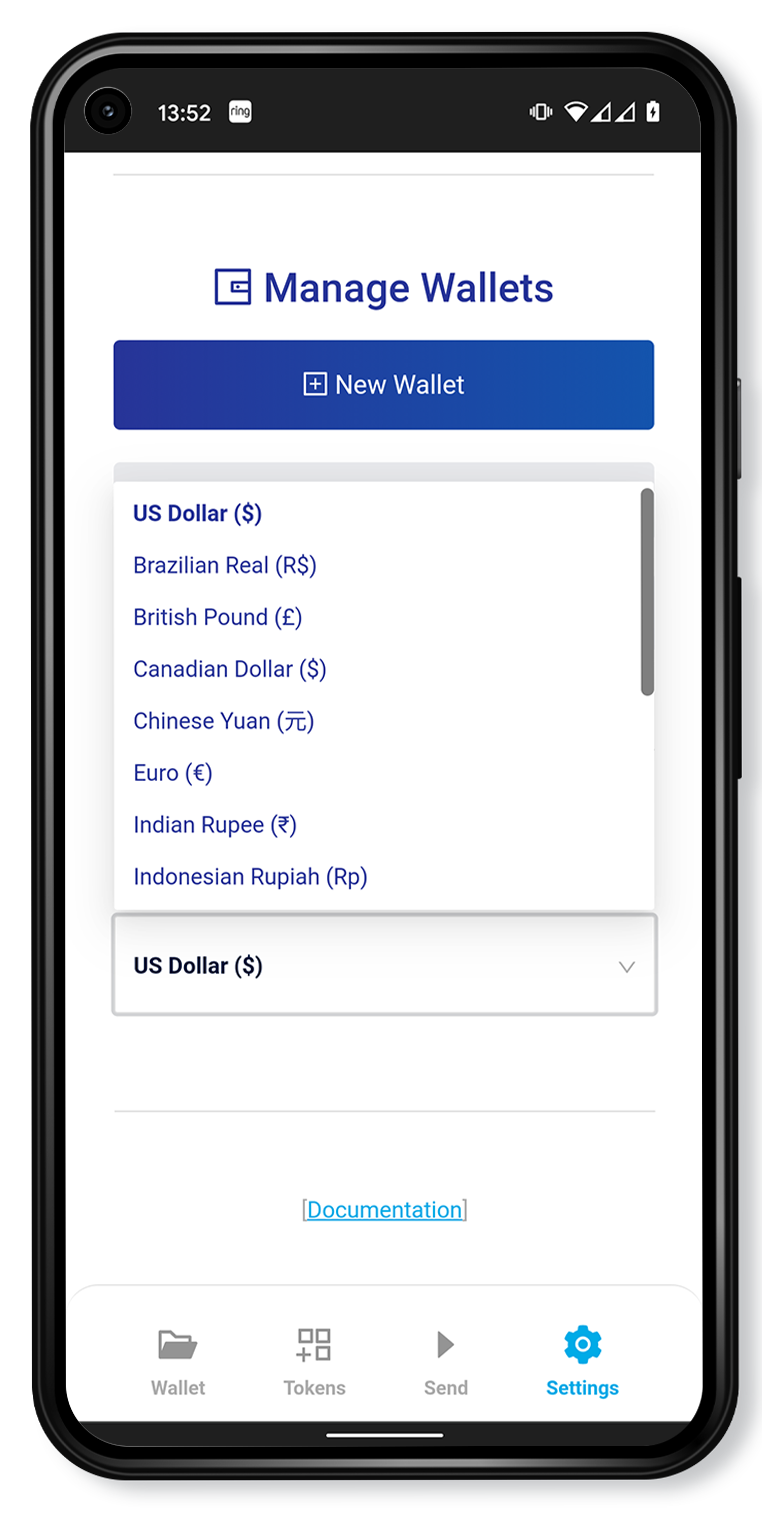 13:52 ring
Manage Wallets
New Wallet
US Dollar ($)
Brazilian Real (R$)
British Pound (£)
Canadian Dollar ($)
Chinese Yuan (元)
Euro (€)
Indian Rupee (₹)
Indonesian Rupiah (Rp)
US Dollar ($)
[Documentation]
Wallet Tokens Send Settings